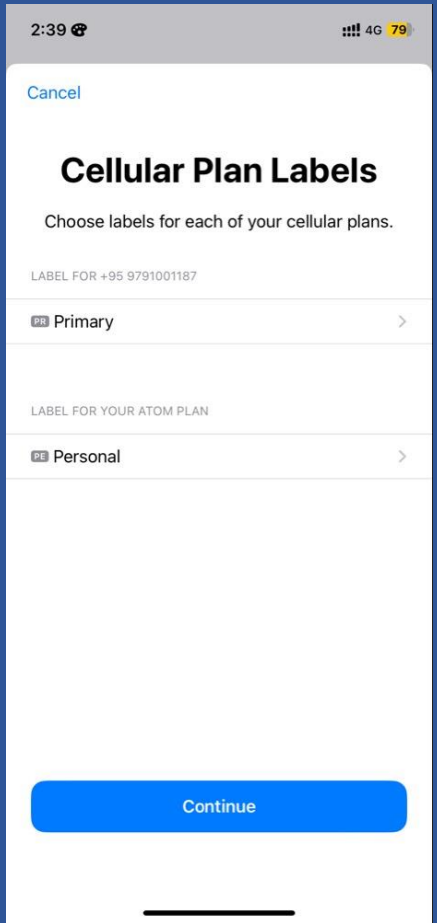 2:39
4G 79
Cancel
Cellular Plan Labels
Choose labels for each of your cellular plans.
LABEL FOR +95 9791001187
PR Primary
LABEL FOR YOUR ATOM PLAN
PE Personal
Continue